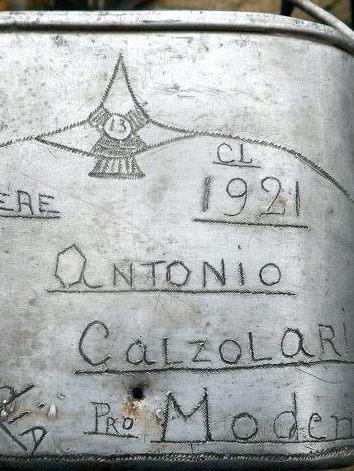 13
CL
ERE 1921
ANTONIO
CALZOLARI
PRO Moden